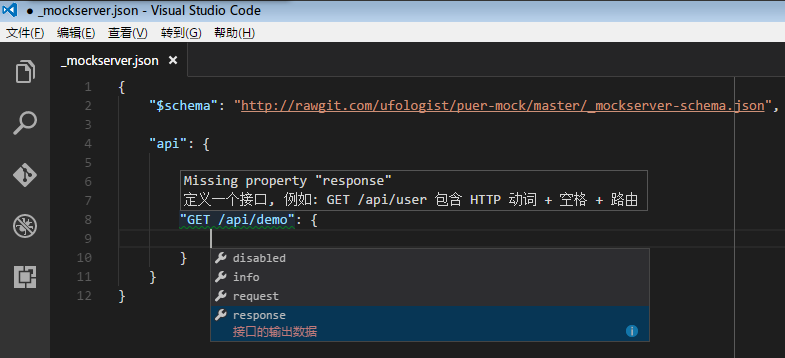 ● _mockserver.json - Visual Studio Code
文件(F) 编辑(E) 查看(V) 转到(G) 帮助(H)
_mockserver.json ×
1 {
2 "$schema": "http://rawgit.com/ufologist/puer-mock/master/_mockserver-schema.json",
3
4 "api": {
5
6 Missing property "response"
7 定义一个接口, 例如: GET /api/user 包含 HTTP 动词 + 空格 + 路由
8 "GET /api/demo": {
9
disabled
10 }
info
11 }
request
12 }
response
接口的输出数据